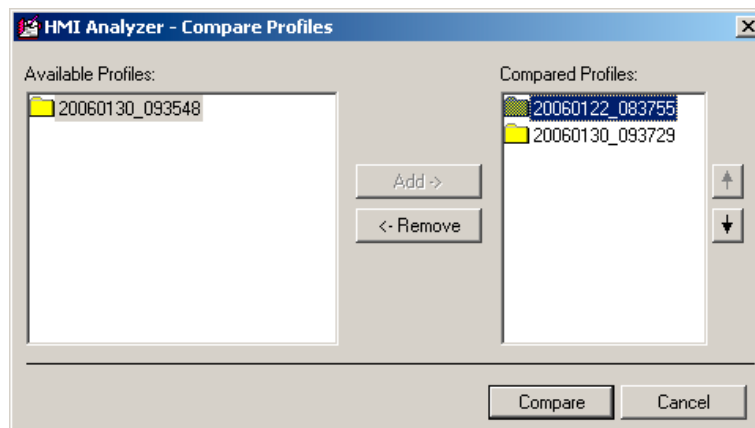 HMI Analyzer - Compare Profiles
Available Profiles:
20060130_093548
Add ->
<- Remove
Compared Profiles:
20060122_083755
20060130_093729
Compare
Cancel